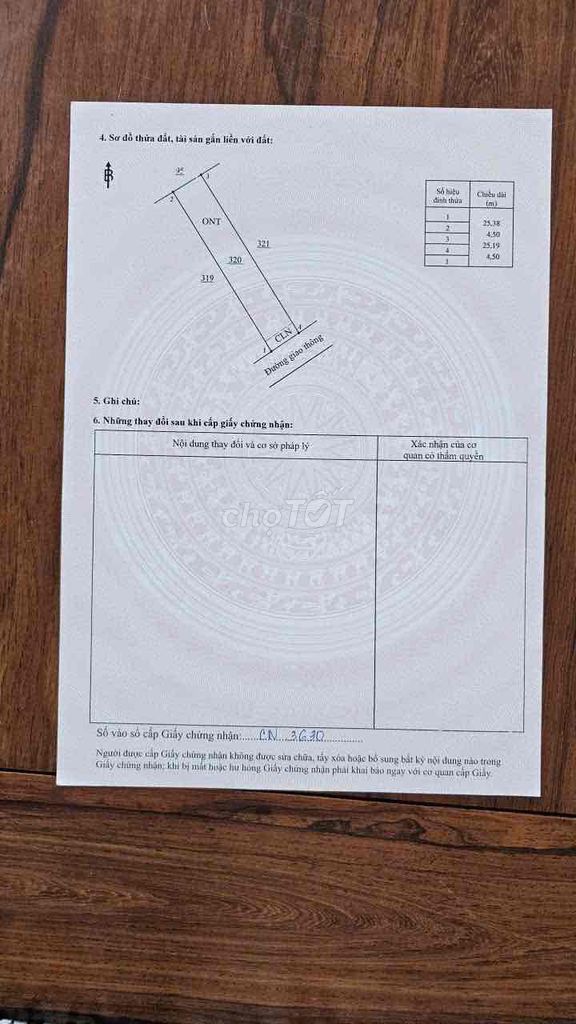 4. Sơ đồ thửa đất, tài sản gắn liền với đất:
B
2
3
ONT
321
320
319
CLN
1
4
Đường giao thông
Số hiệu đỉnh thửa
Chiều dài (m)
1
25,38
2
4,50
3
25,19
4
4,50
1
5. Ghi chú:
6. Những thay đổi sau khi cấp giấy chứng nhận:
Nội dung thay đổi và cơ sở pháp lý
Xác nhận của cơ
quan có thẩm quyền
choTỐT
Số vào sổ cấp Giấy chứng nhận:......CN...3630...............
Người được cấp Giấy chứng nhận không được sửa chữa, tẩy xóa hoặc bổ sung bất kỳ nội dung nào trong
Giấy chứng nhận; khi bị mất hoặc hư hỏng Giấy chứng nhận phải khai báo ngay với cơ quan cấp Giấy.